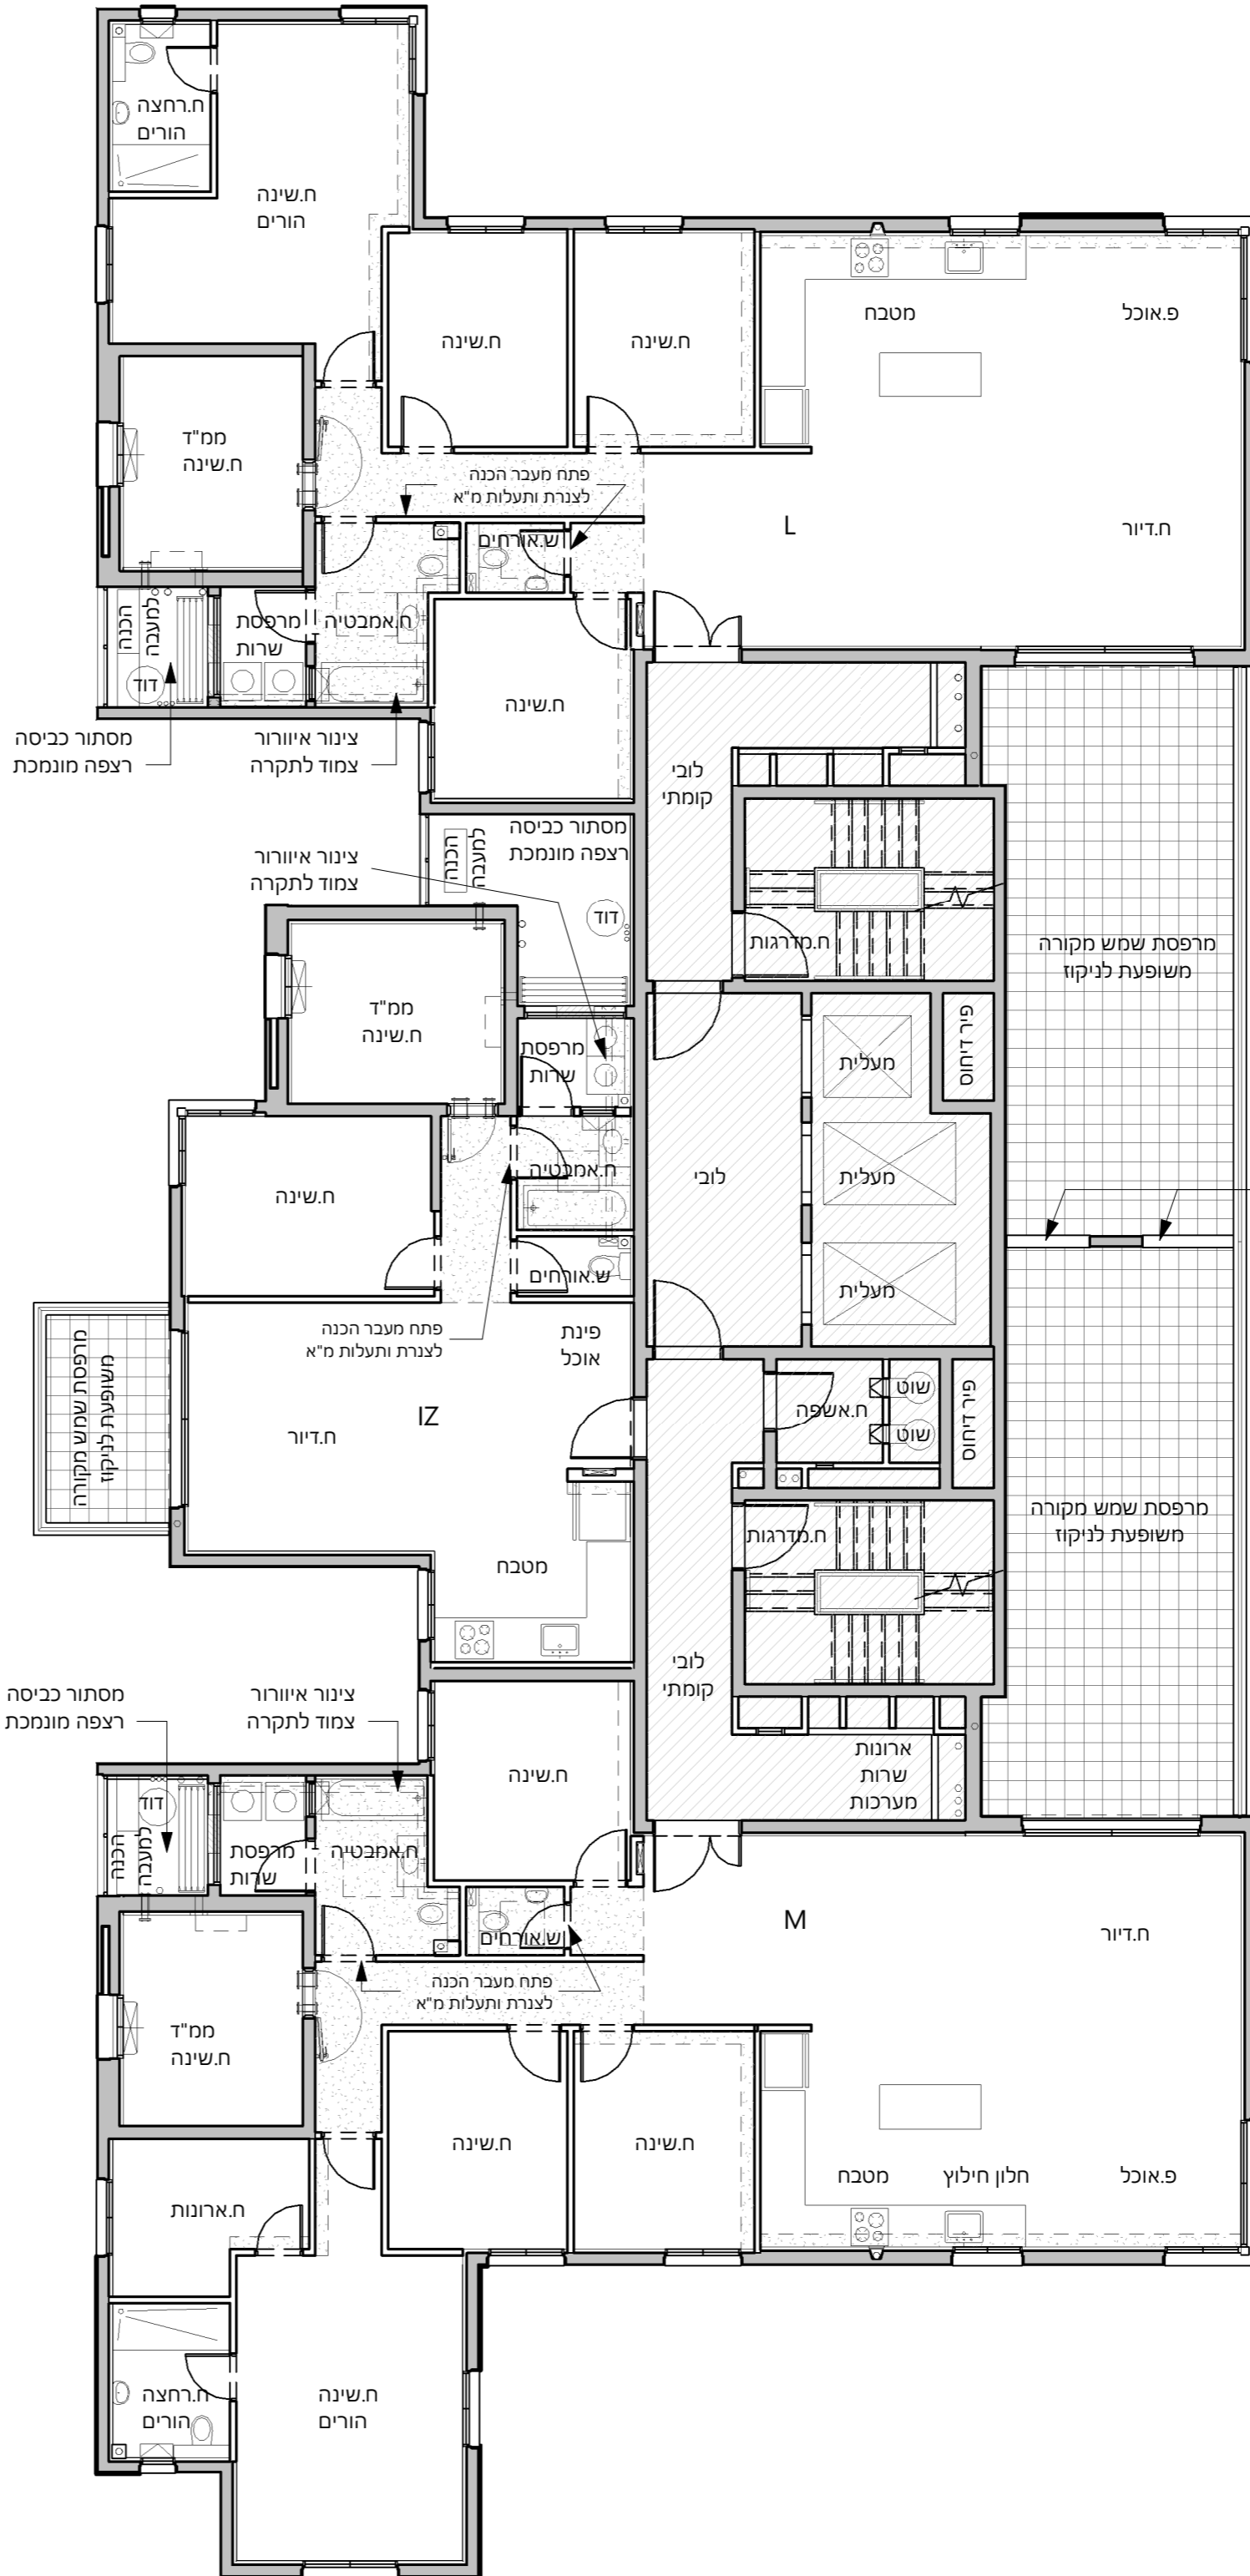 ח.רחצה
הורים
ח.שינה
הורים
ח.שינה
ח.שינה
מטבח
פ.אוכל
ממ"ד
ח.שינה
פתח מעבר הכנה
לצנרת ותעלות מ"א
L
ח.דיור
ש.אורחים
הכנה
למעבה
דוד
מרפסת
שרות
ח.אמבטיה
ח.שינה
מסתור כביסה
רצפה מונמכת
צינור איוורור
צמוד לתקרה
לובי
קומתי
צינור איוורור
צמוד לתקרה
הכנה
למעבה
מסתור כביסה
רצפה מונמכת
דוד
ח.מדרגות
מרפסת שמש מקורה
משופעת לניקוז
ממ"ד
ח.שינה
מרפסת
שרות
מעלית
פיר דיחוס
ח.שינה
ח.אמבטיה
לובי
מעלית
ש.אורחים
מעלית
פתח מעבר הכנה
לצנרת ותעלות מ"א
פינת
אוכל
מרפסת שמש מקורה
משופעת לניקוז
IZ
ח.דיור
ח.אשפה
שוט
שוט
פיר דיחוס
מטבח
ח.מדרגות
מרפסת שמש מקורה
משופעת לניקוז
לובי
קומתי
מסתור כביסה
רצפה מונמכת
צינור איוורור
צמוד לתקרה
ח.שינה
ארונות
שרות
מערכות
דוד
הכנה
למעבה
מרפסת
שרות
ח.אמבטיה
ש.אורחים
M
ח.דיור
פתח מעבר הכנה
לצנרת ותעלות מ"א
ממ"ד
ח.שינה
ח.שינה
ח.שינה
מטבח
חלון חילוץ
פ.אוכל
ח.ארונות
ח.רחצה
הורים
ח.שינה
הורים